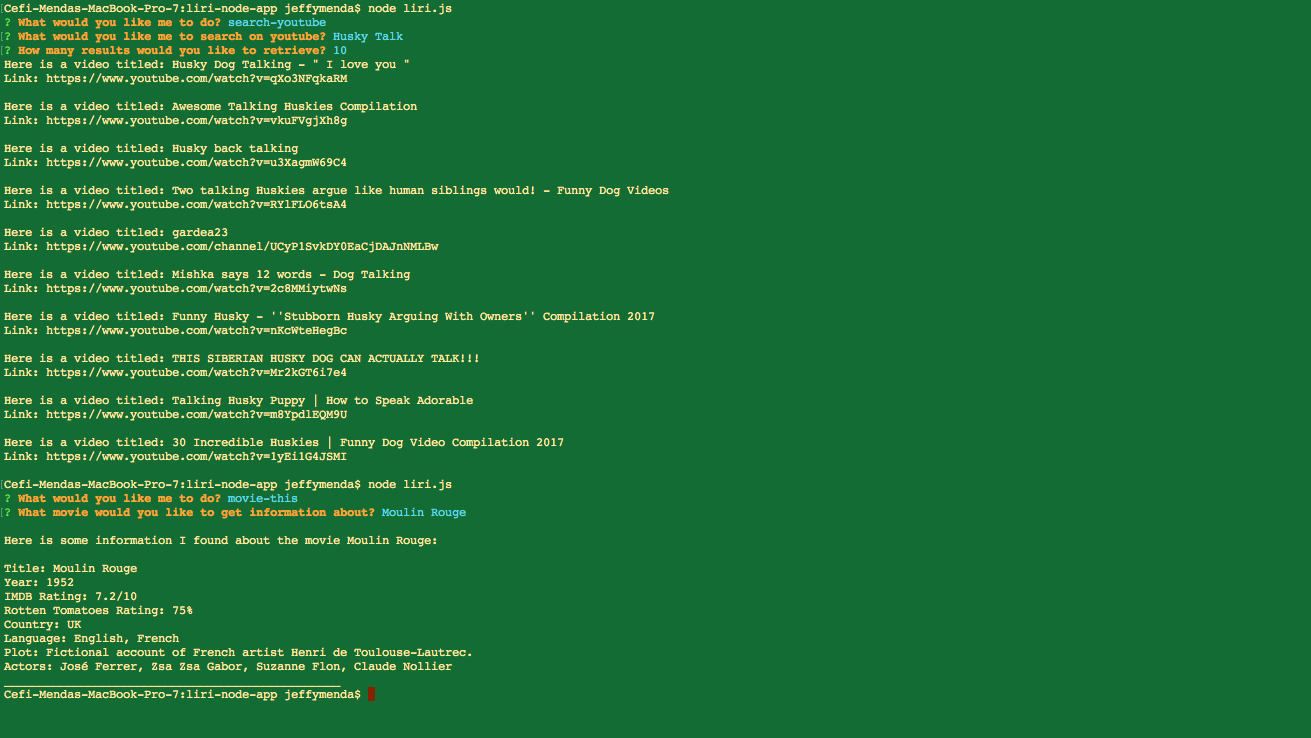 [Cefi-Mendas-MacBook-Pro-7:liri-node-app jeffymenda$ node liri.js
? What would you like me to do? search-youtube
[? What would you like me to search on youtube? Husky Talk
[? How many results would you like to retrieve? 10
Here is a video titled: Husky Dog Talking - " I love you "
Link: https://www.youtube.com/watch?v=qXo3NFqkaRM
Here is a video titled: Awesome Talking Huskies Compilation
Link: https://www.youtube.com/watch?v=vkuFVgjXh8g
Here is a video titled: Husky back talking
Link: https://www.youtube.com/watch?v=u3XagmW69C4
Here is a video titled: Two talking Huskies argue like human siblings would! - Funny Dog Videos
Link: https://www.youtube.com/watch?v=RYlFLO6tsA4
Here is a video titled: gardea23
Link: https://www.youtube.com/channel/UCyP1SvkDY0EaCjDAJnNMLBw
Here is a video titled: Mishka says 12 words - Dog Talking
Link: https://www.youtube.com/watch?v=2c8MMiytwNs
Here is a video titled: Funny Husky - ''Stubborn Husky Arguing With Owners'' Compilation 2017
Link: https://www.youtube.com/watch?v=nKcWteHegBc
Here is a video titled: THIS SIBERIAN HUSKY DOG CAN ACTUALLY TALK!!!
Link: https://www.youtube.com/watch?v=Mr2kGT6i7e4
Here is a video titled: Talking Husky Puppy | How to Speak Adorable
Link: https://www.youtube.com/watch?v=m8YpdlEQM9U
Here is a video titled: 30 Incredible Huskies | Funny Dog Video Compilation 2017
Link: https://www.youtube.com/watch?v=1yEi1G4JSMI
[Cefi-Mendas-MacBook-Pro-7:liri-node-app jeffymenda$ node liri.js
? What would you like me to do? movie-this
[? What movie would you like to get information about? Moulin Rouge
Here is some information I found about the movie Moulin Rouge:
Title: Moulin Rouge
Year: 1952
IMDB Rating: 7.2/10
Rotten Tomatoes Rating: 75%
Country: UK
Language: English, French
Plot: Fictional account of French artist Henri de Toulouse-Lautrec.
Actors: José Ferrer, Zsa Zsa Gabor, Suzanne Flon, Claude Nollier
________________________________________________
Cefi-Mendas-MacBook-Pro-7:liri-node-app jeffymenda$